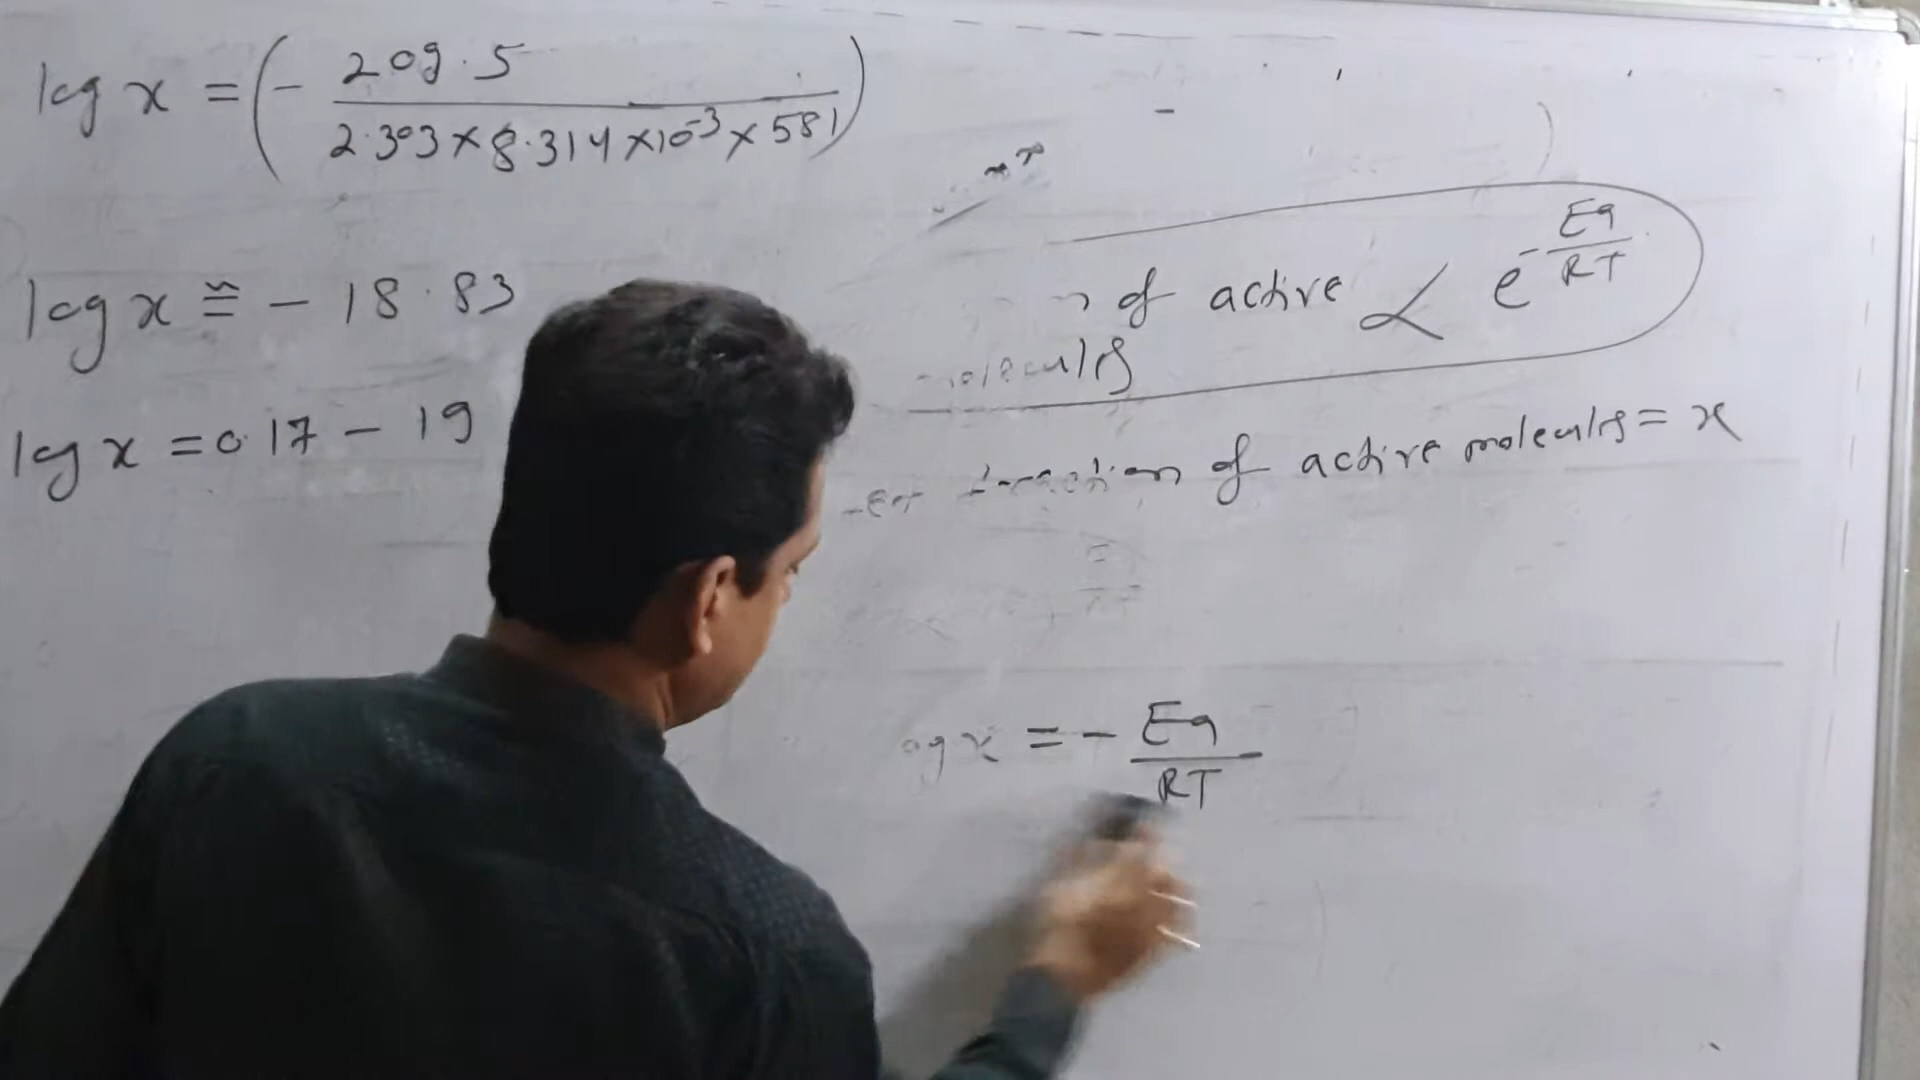 log x = (- 209.5 / 2.303 × 8.314 × 10⁻³ × 581)
log x ≅ - 18.83
log x = 0.17 - 19
of active ∝ e^(-Ea/RT)
molecules
fraction of active molecules = x
log x = - Ea/RT